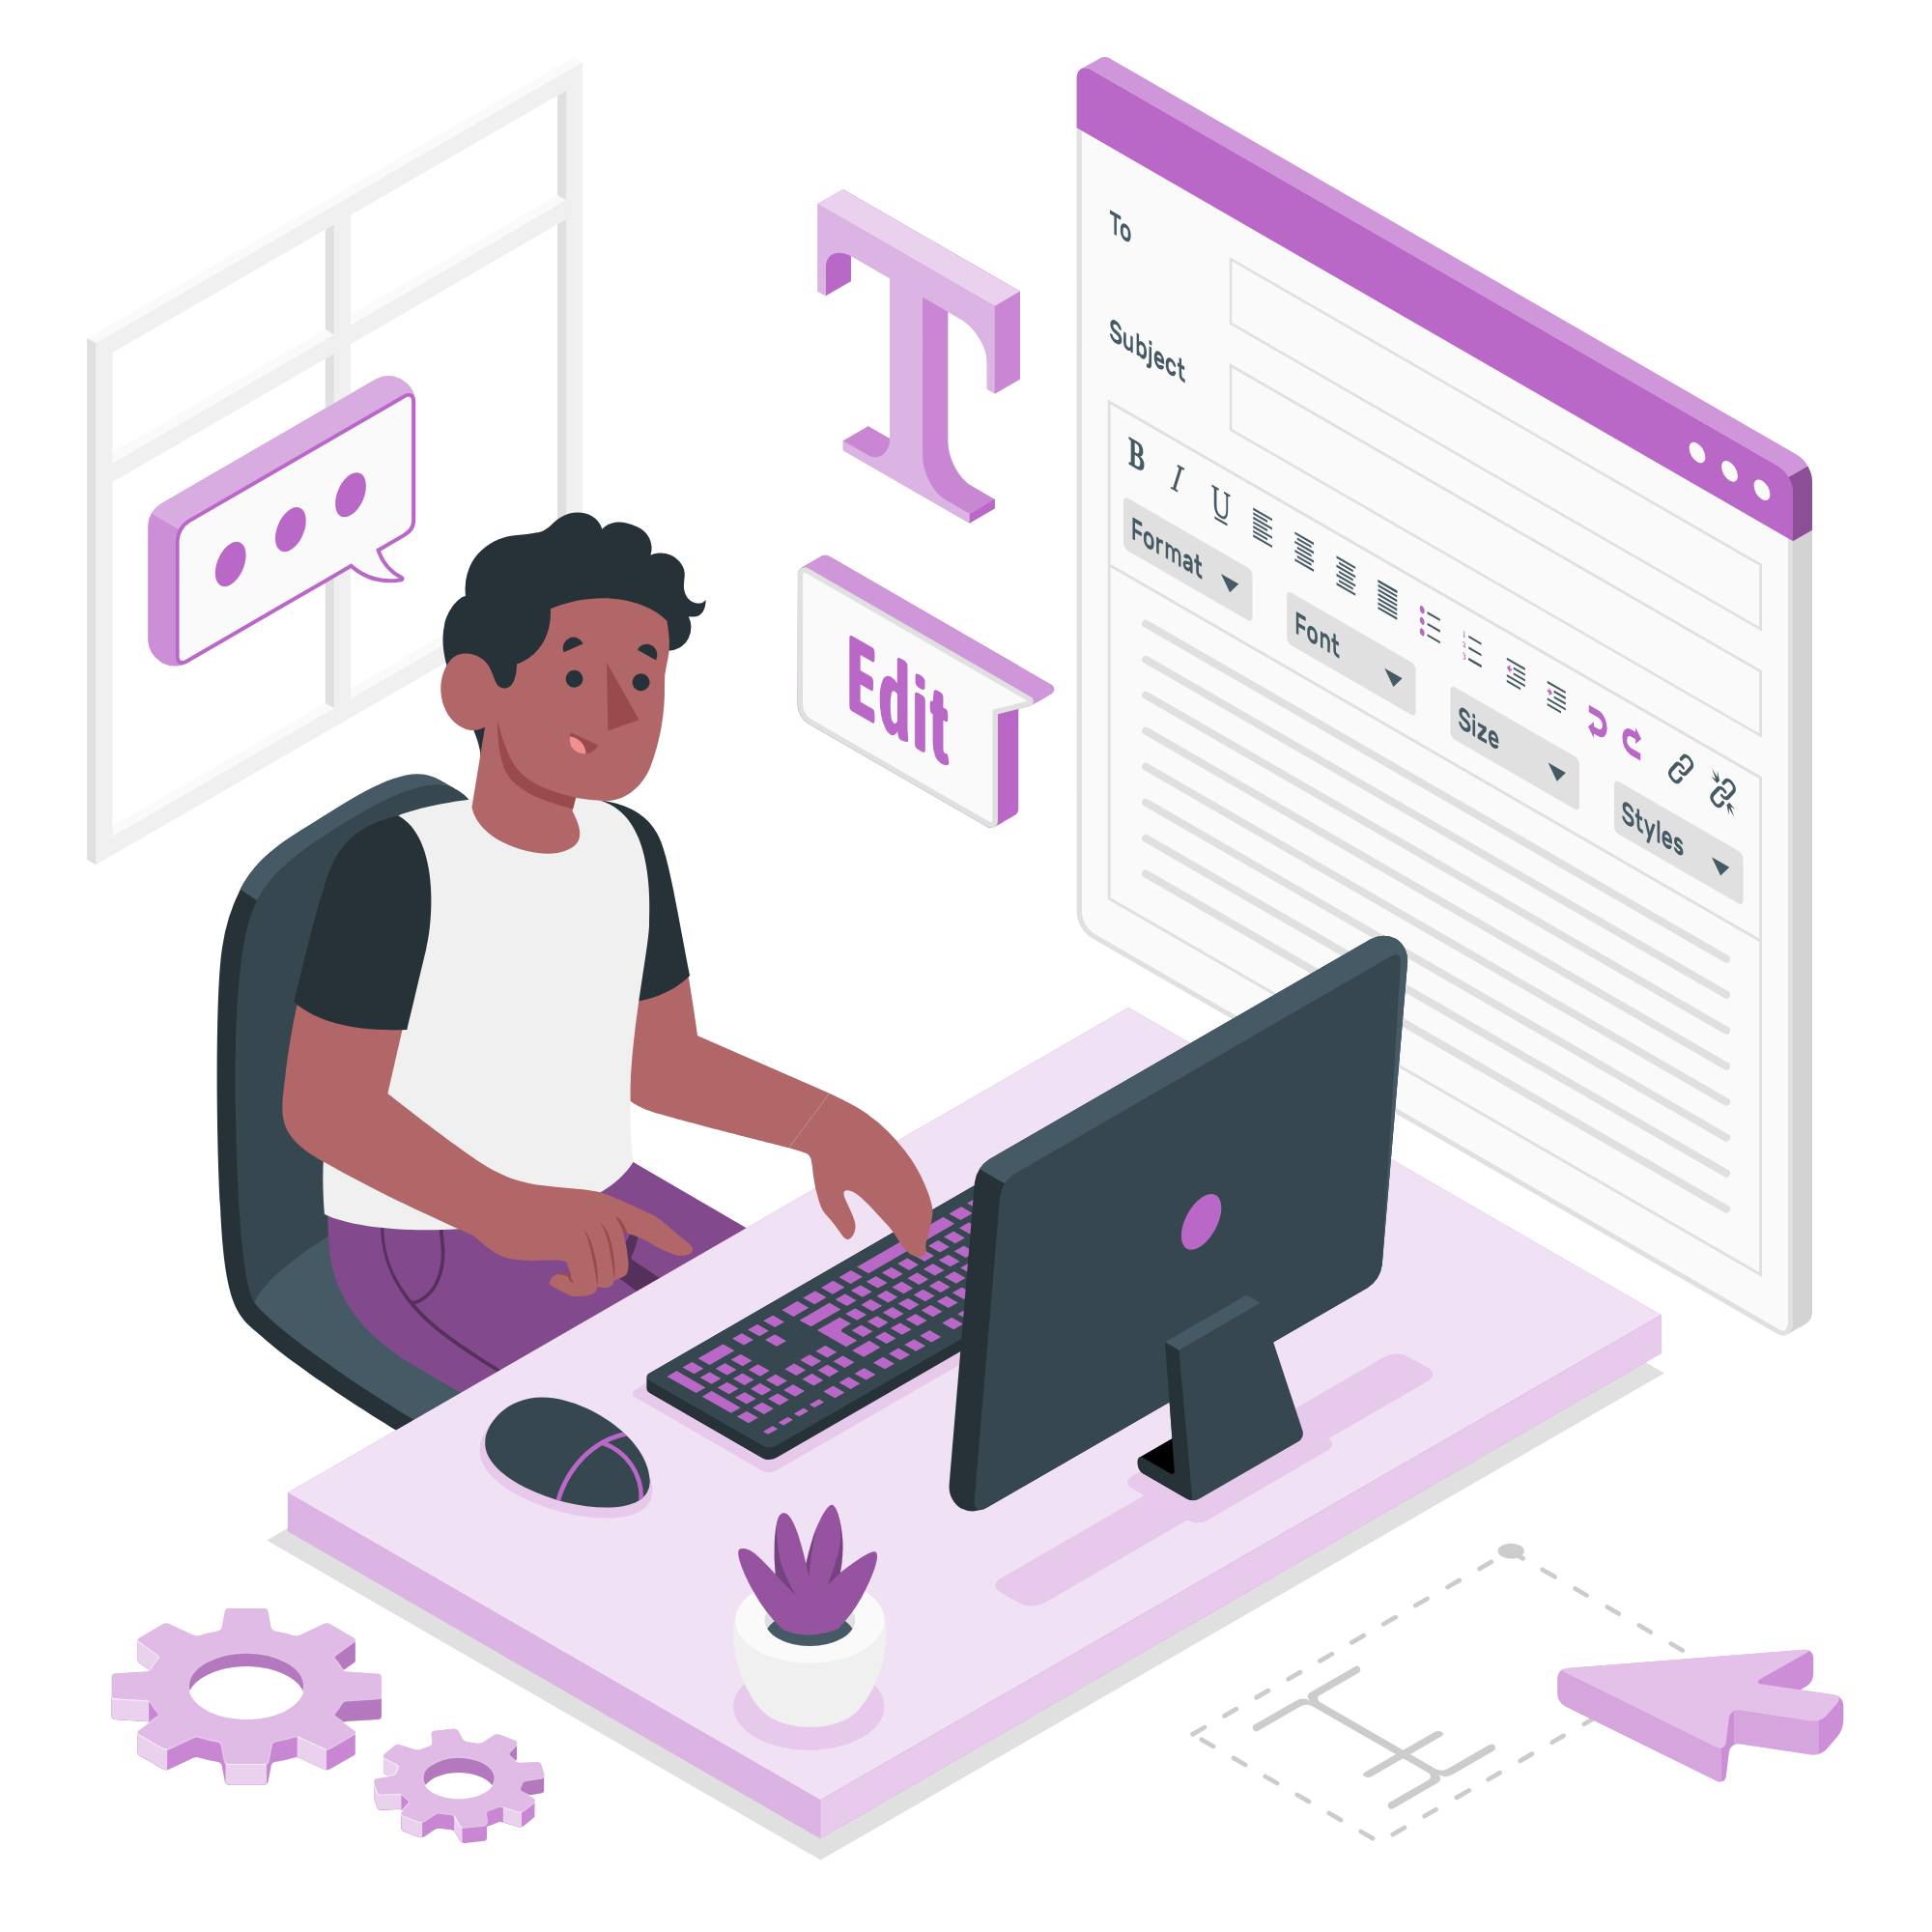 T
To
Subject
B I U
Format Font Size Styles
Edit